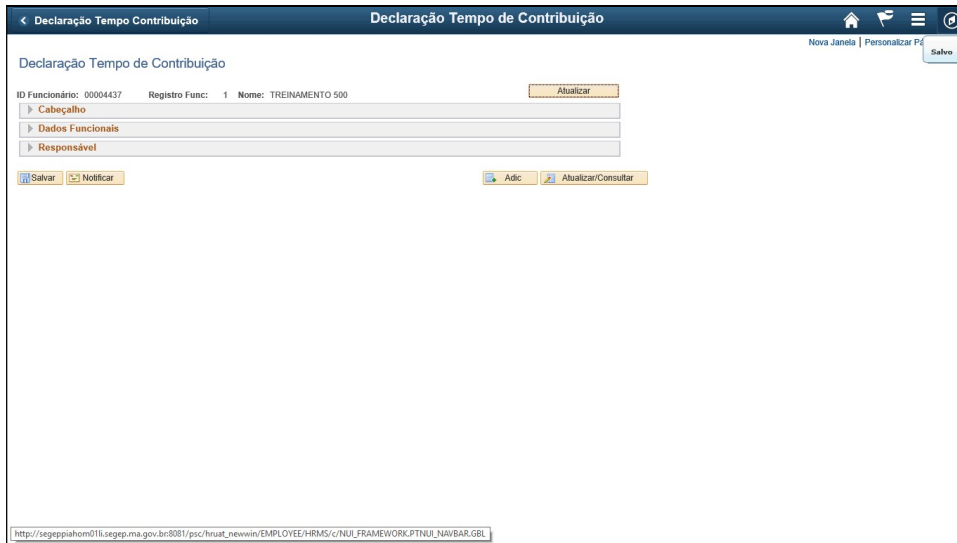 Declaração Tempo Contribuição
Declaração Tempo de Contribuição
Nova Janela | Personalizar Pá
Salvo
Declaração Tempo de Contribuição
ID Funcionário: 00004437 Registro Func: 1 Nome: TREINAMENTO 500
Atualizar
Cabeçalho
Dados Funcionais
Responsável
Salvar Notificar Adic Atualizar/Consultar
http://segeppiahom01li.segep.ma.gov.br:8081/psc/hruat_newwin/EMPLOYEE/HRMS/c/NUI_FRAMEWORK.PTNUI_NAVBAR.GBL